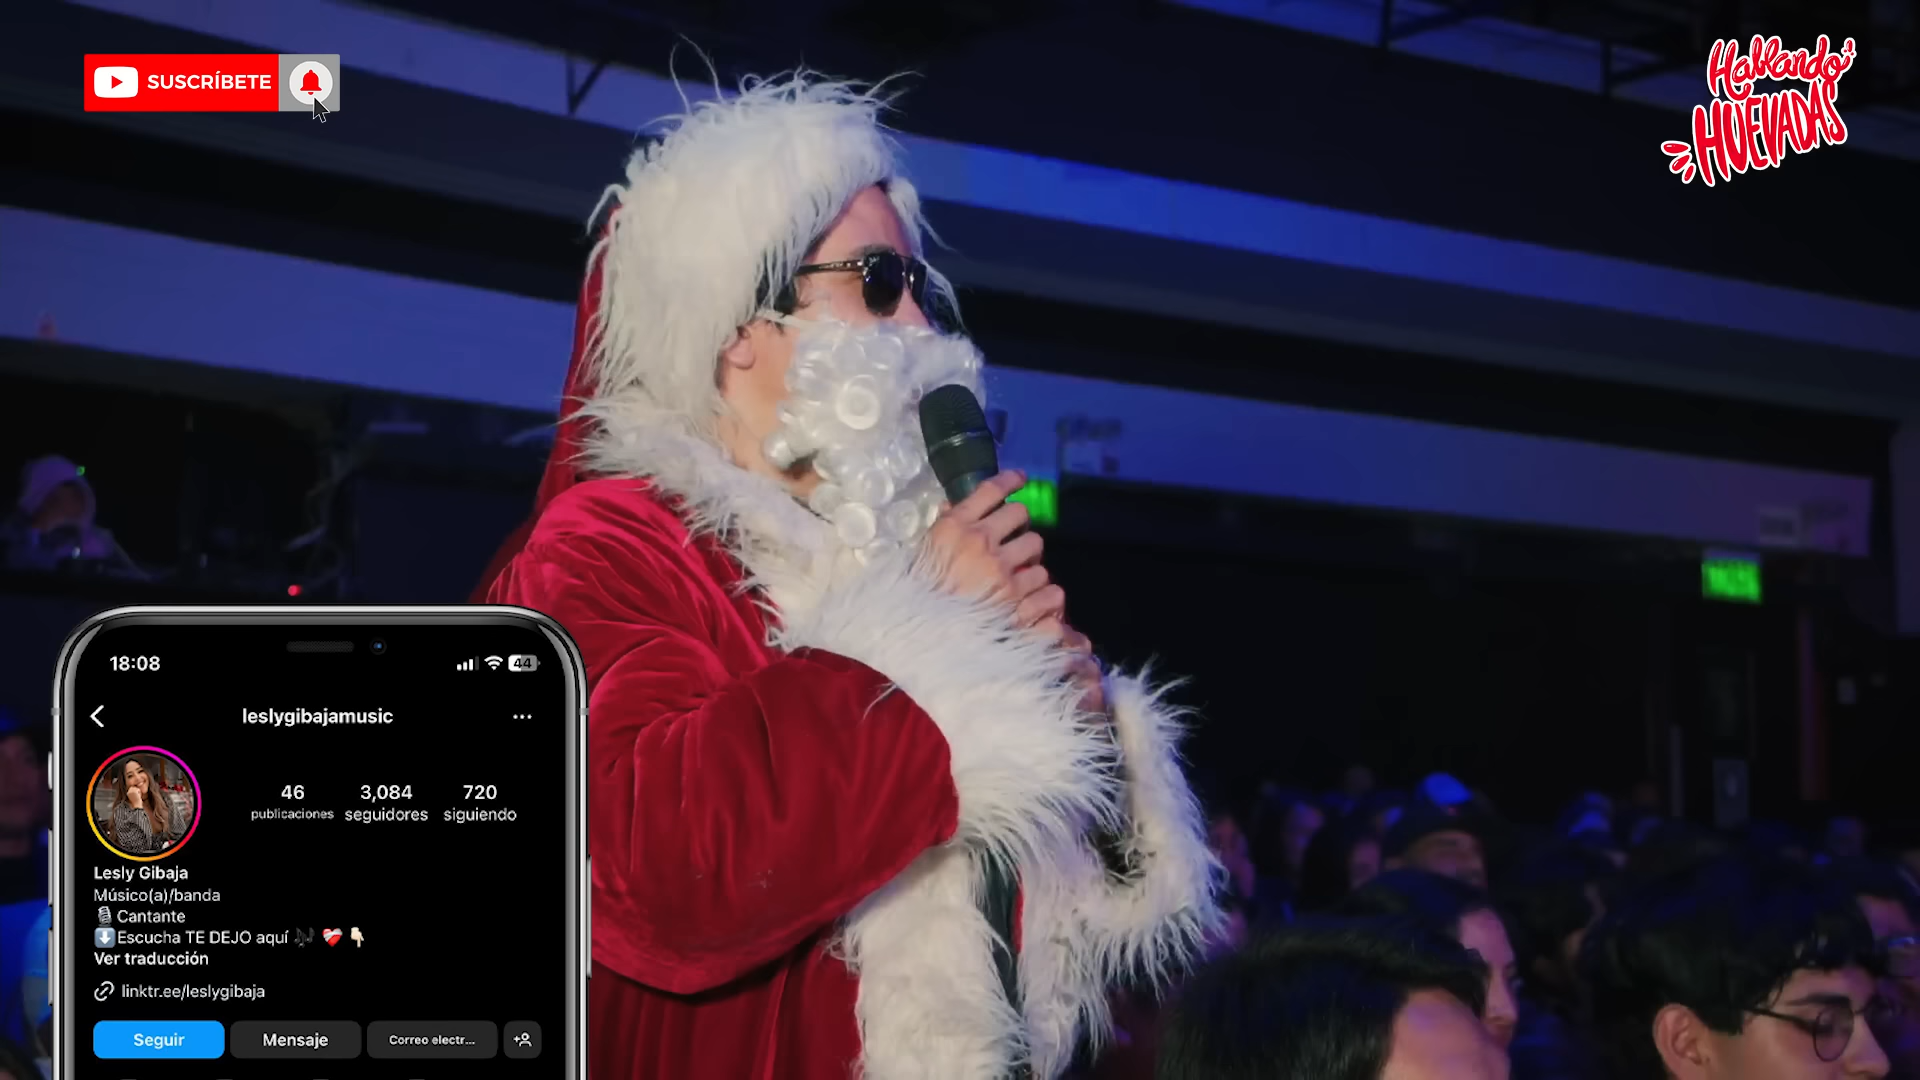 SUSCRÍBETE
Hablando
HUEVADAS
18:08
44
leslygibajamusic
46
3,084
720
publicaciones
seguidores
siguiendo
Lesly Gibaja
Músico(a)/banda
Cantante
Escucha TE DEJO aquí
Ver traducción
linktr.ee/leslygibaja
Seguir
Mensaje
Correo electr...